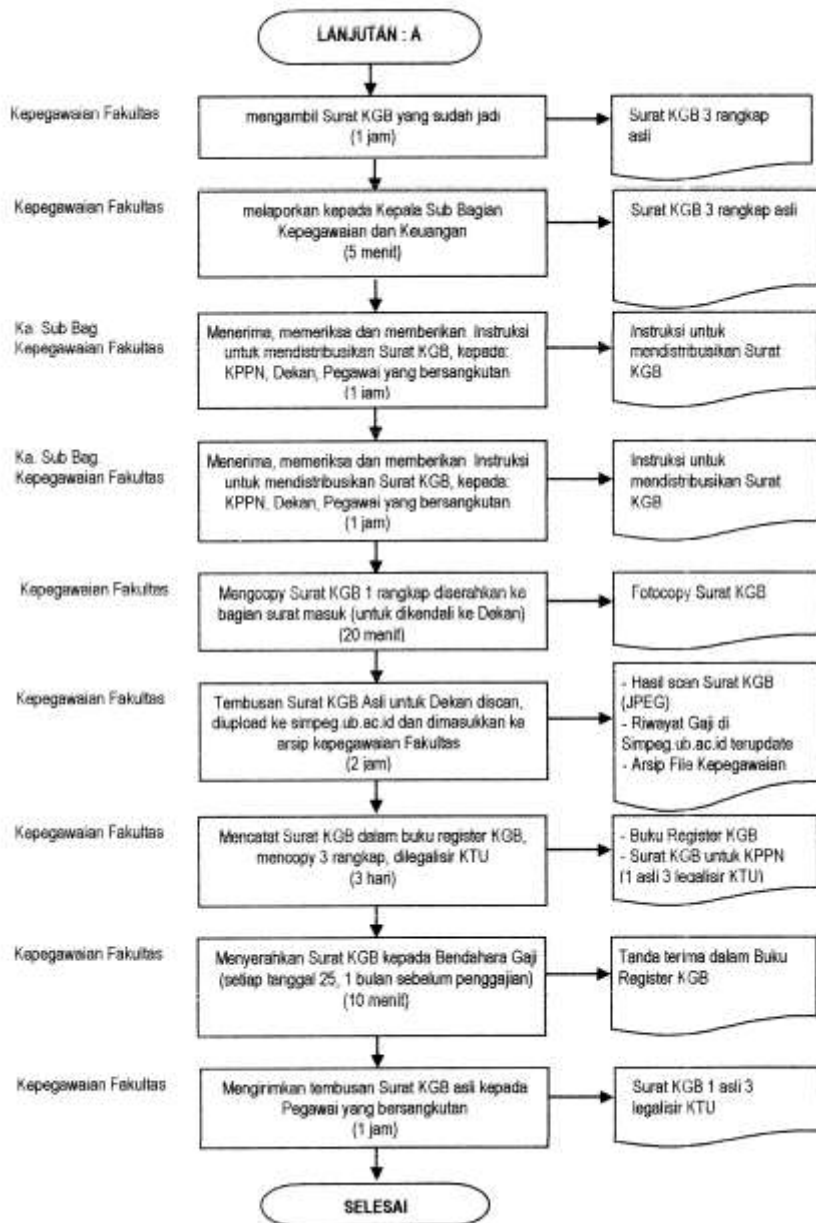 LANJUTAN : A
Kepegawaian Fakultas
mengambil Surat KGB yang sudah jadi
(1 jam)
Surat KGB 3 rangkap
asli
Kepegawaian Fakultas
melaporkan kepada Kepala Sub Bagian
Kepegawaian dan Keuangan
(5 menit)
Surat KGB 3 rangkap asli
Ka. Sub Bag
Kepegawaian Fakultas
Menerima, memeriksa dan memberikan Instruksi
untuk mendistribusikan Surat KGB, kepada:
KPPN, Dekan, Pegawai yang bersangkutan
(1 jam)
Instruksi untuk
mendistribusikan Surat
KGB
Ka. Sub Bag
Kepegawaian Fakultas
Menerima, memeriksa dan memberikan Instruksi
untuk mendistribusikan Surat KGB, kepada:
KPPN, Dekan, Pegawai yang bersangkutan
(1 jam)
Instruksi untuk
mendistribusikan Surat
KGB
Kepegawaian Fakultas
Mengcopy Surat KGB 1 rangkap diserahkan ke
bagian surat masuk (untuk dikendali ke Dekan)
(20 menit)
Fotocopy Surat KGB
Kepegawaian Fakultas
Tembusan Surat KGB Asli untuk Dekan discan,
diupload ke simpeg.ub.ac.id dan dimasukkan ke
arsip kepegawaian Fakultas
(2 jam)
- Hasil scan Surat KGB
(JPEG)
- Riwayat Gaji di
Simpeg.ub.ac.id terupdate
- Arsip File Kepegawaian
Kepegawaian Fakultas
Mencatat Surat KGB dalam buku register KGB,
mencopy 3 rangkap, dilegalisir KTU
(3 hari)
- Buku Register KGB
- Surat KGB untuk KPPN
(1 asli 3 legalisir KTU)
Kepegawaian Fakultas
Menyerahkan Surat KGB kepada Bendahara Gaji
(setiap tanggal 25, 1 bulan sebelum penggajian)
(10 menit)
Tanda terima dalam Buku
Register KGB
Kepegawaian Fakultas
Mengirimkan tembusan Surat KGB asli kepada
Pegawai yang bersangkutan
(1 jam)
Surat KGB 1 asli 3
legalisir KTU
SELESAI